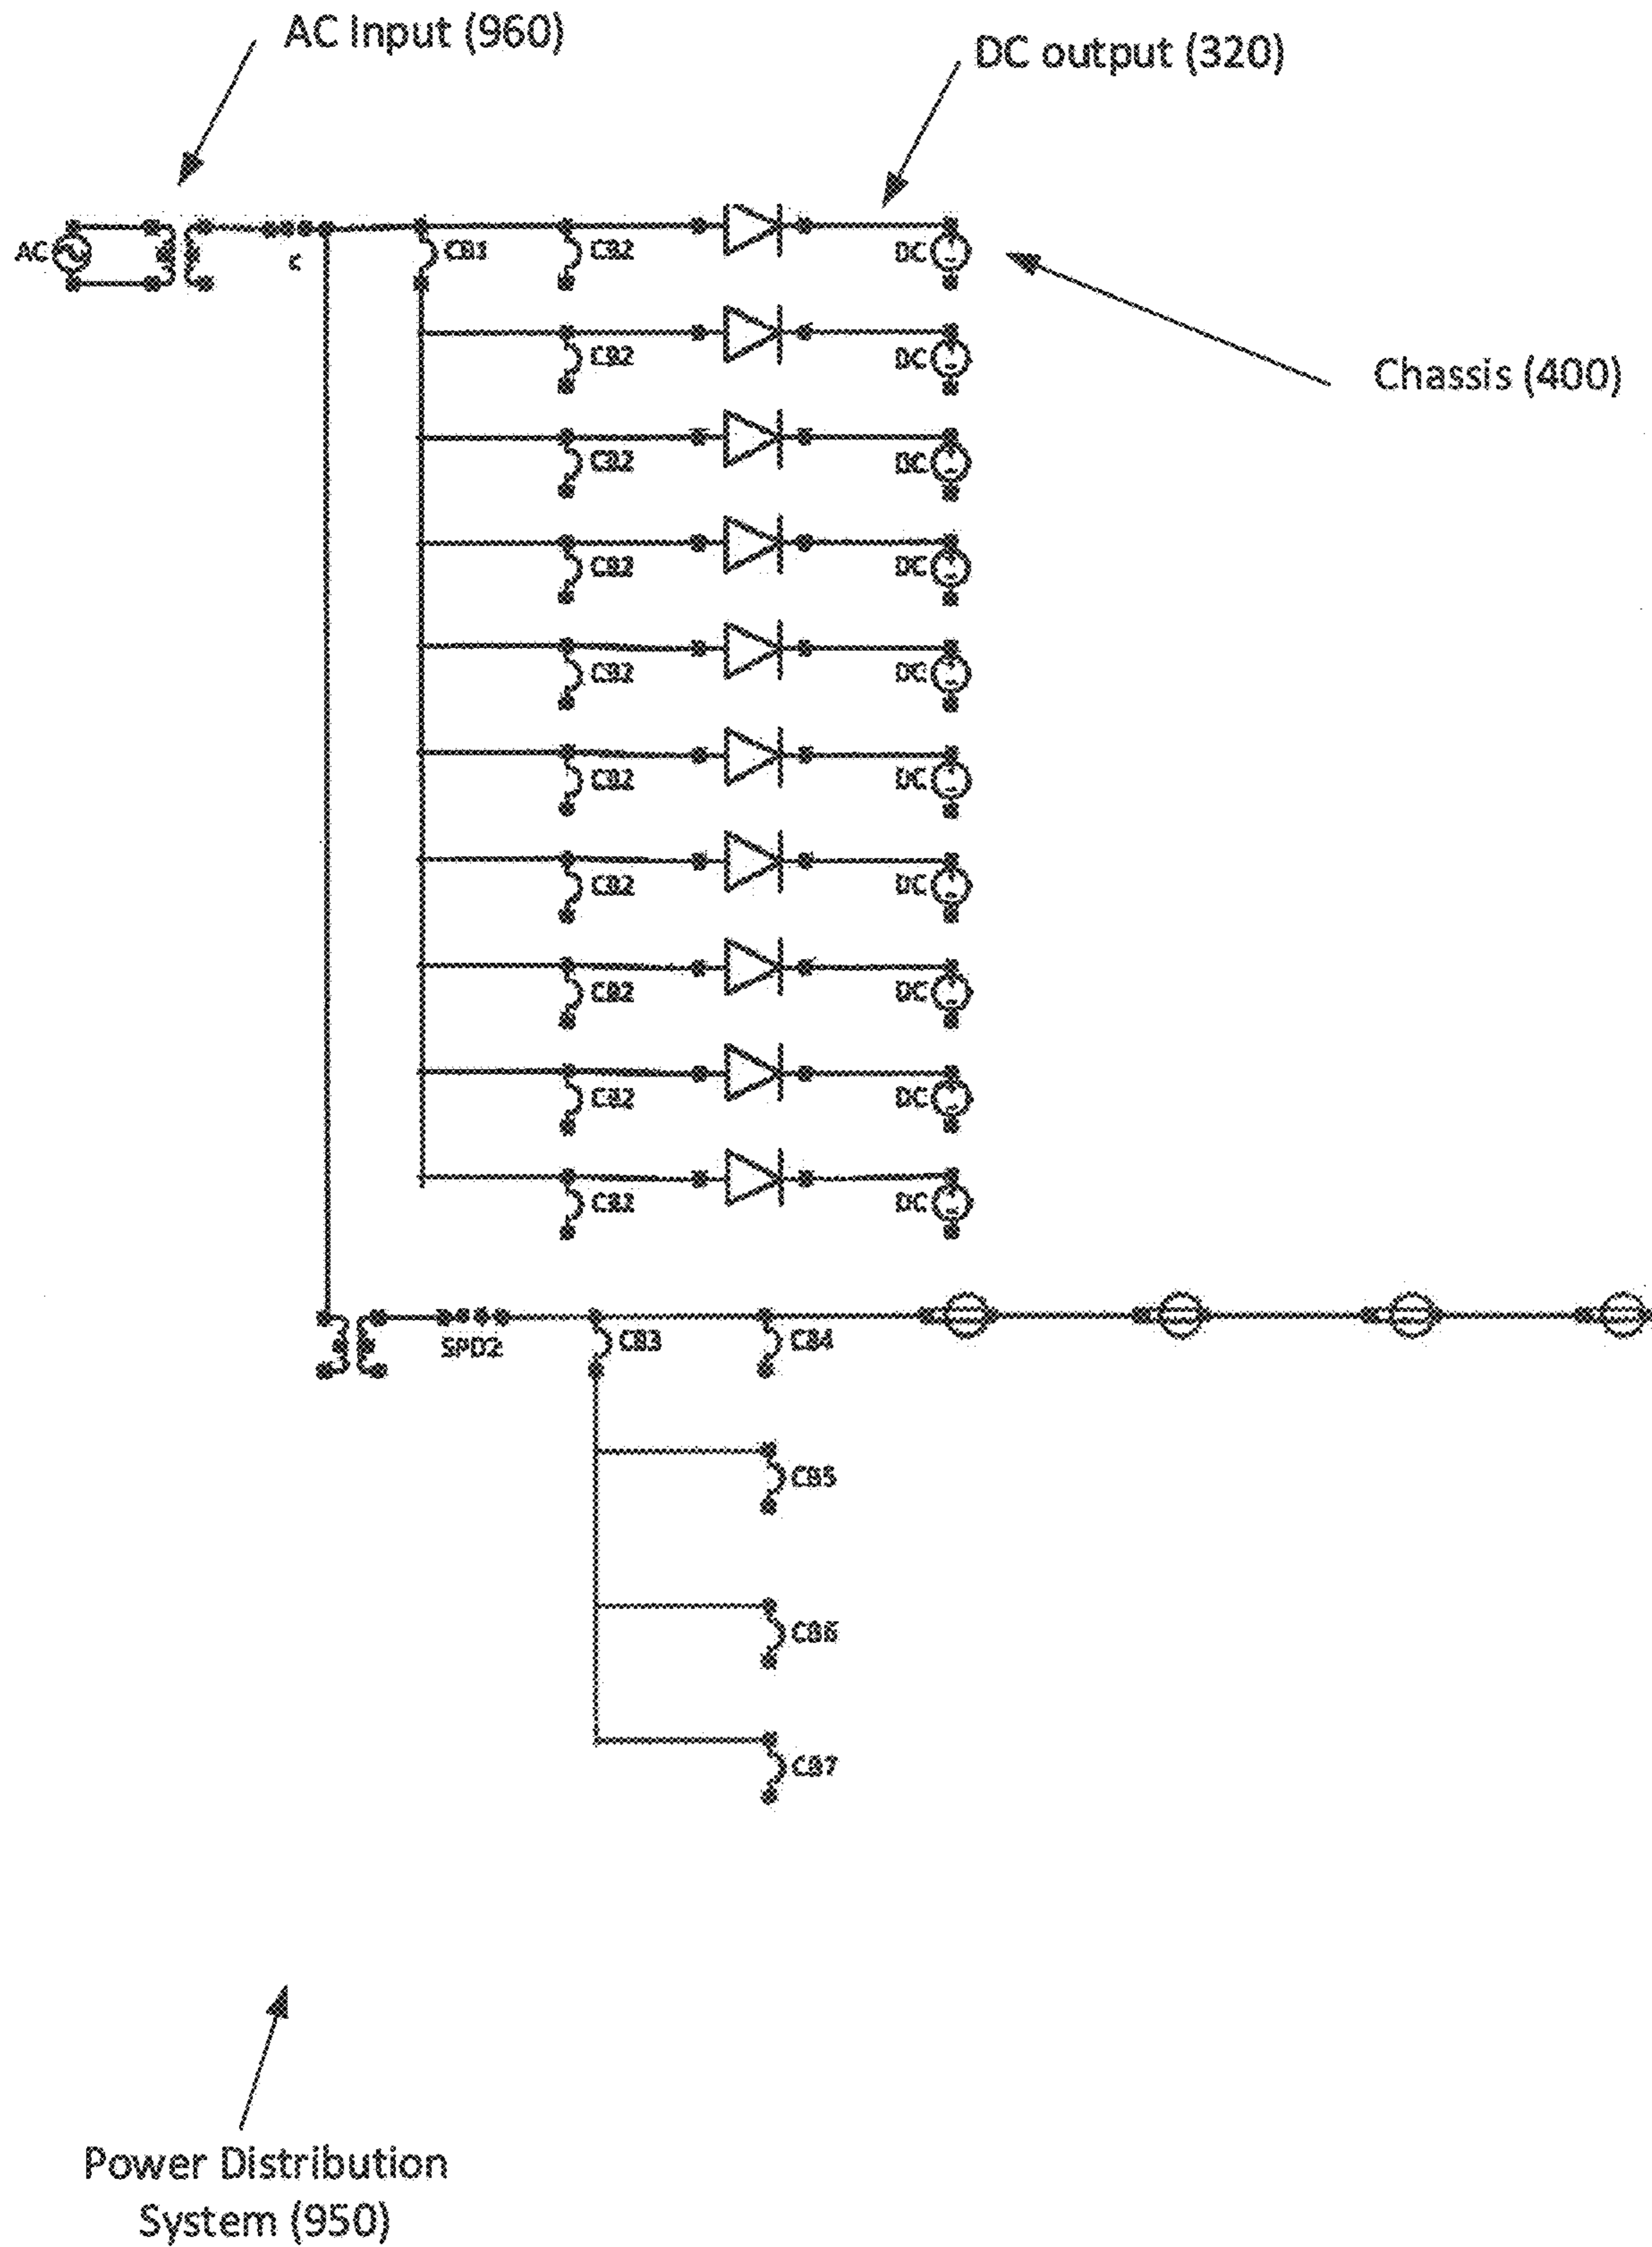 AC Input (960)
DC output (320)
AC
C
CB1
CB2
DC
Chassis (400)
CB2
DC
CB2
DC
CB2
DC
CB2
DC
CB2
DC
CB2
DC
CB2
DC
CB2
DC
CB2
DC
SPD2
CB3
CB4
CB5
CB6
CB7
Power Distribution
System (950)